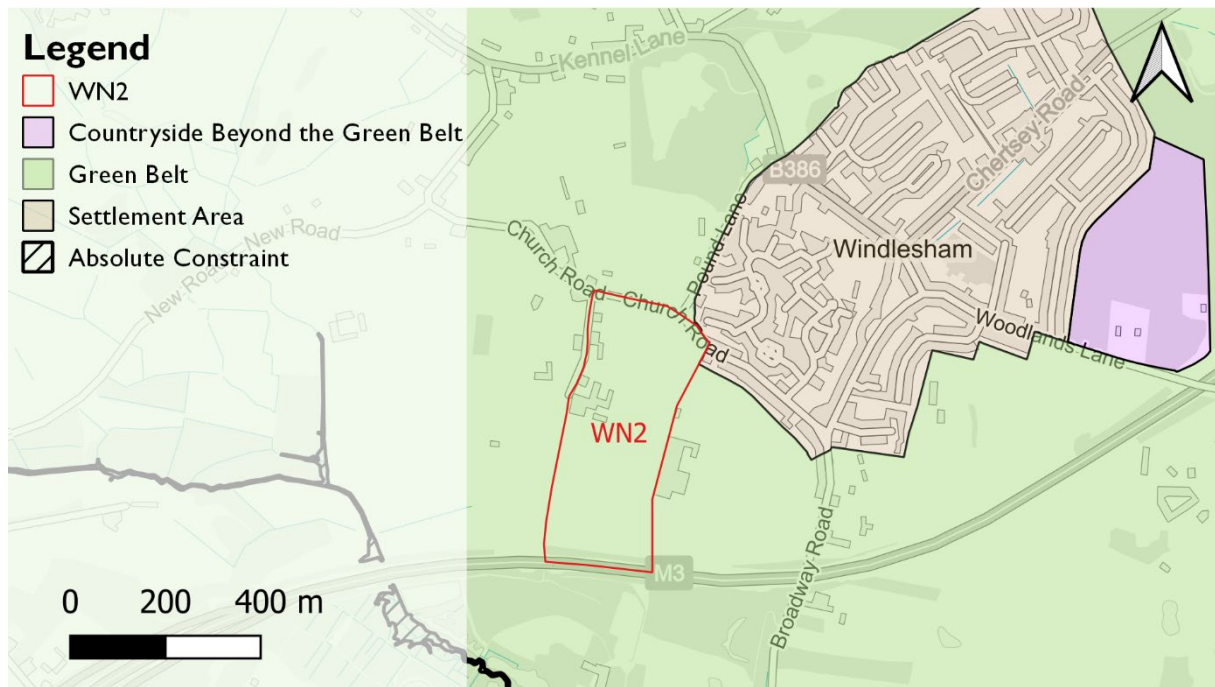 Legend
WN2
Countryside Beyond the Green Belt
Green Belt
Settlement Area
Absolute Constraint
0 200 400 m
Kennel Lane
Chertsey Road
B386
New Road
New Road
Church Road
Church Road
Pound Lane
Windlesham
Woodlands Lane
WN2
M3
Broadway Road